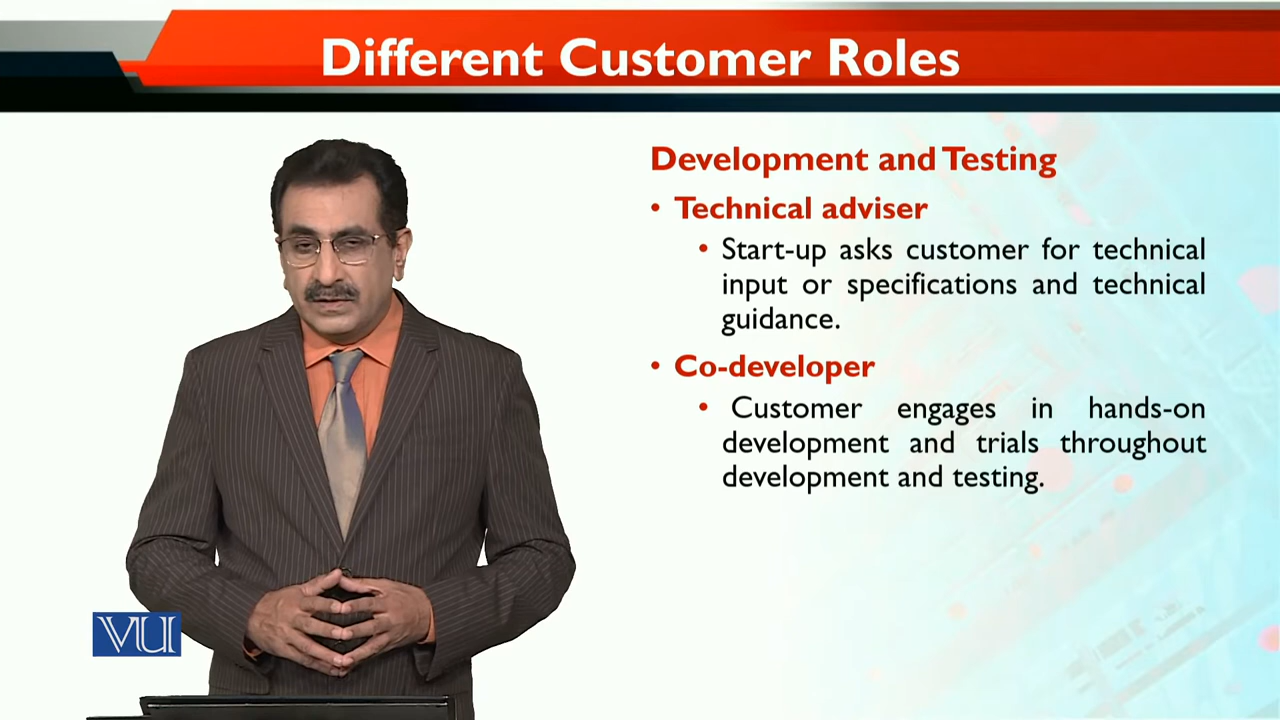 Different Customer Roles
Development and Testing
• Technical adviser
• Start-up asks customer for technical
input or specifications and technical
guidance.
• Co-developer
• Customer engages in hands-on
development and trials throughout
development and testing.
VU